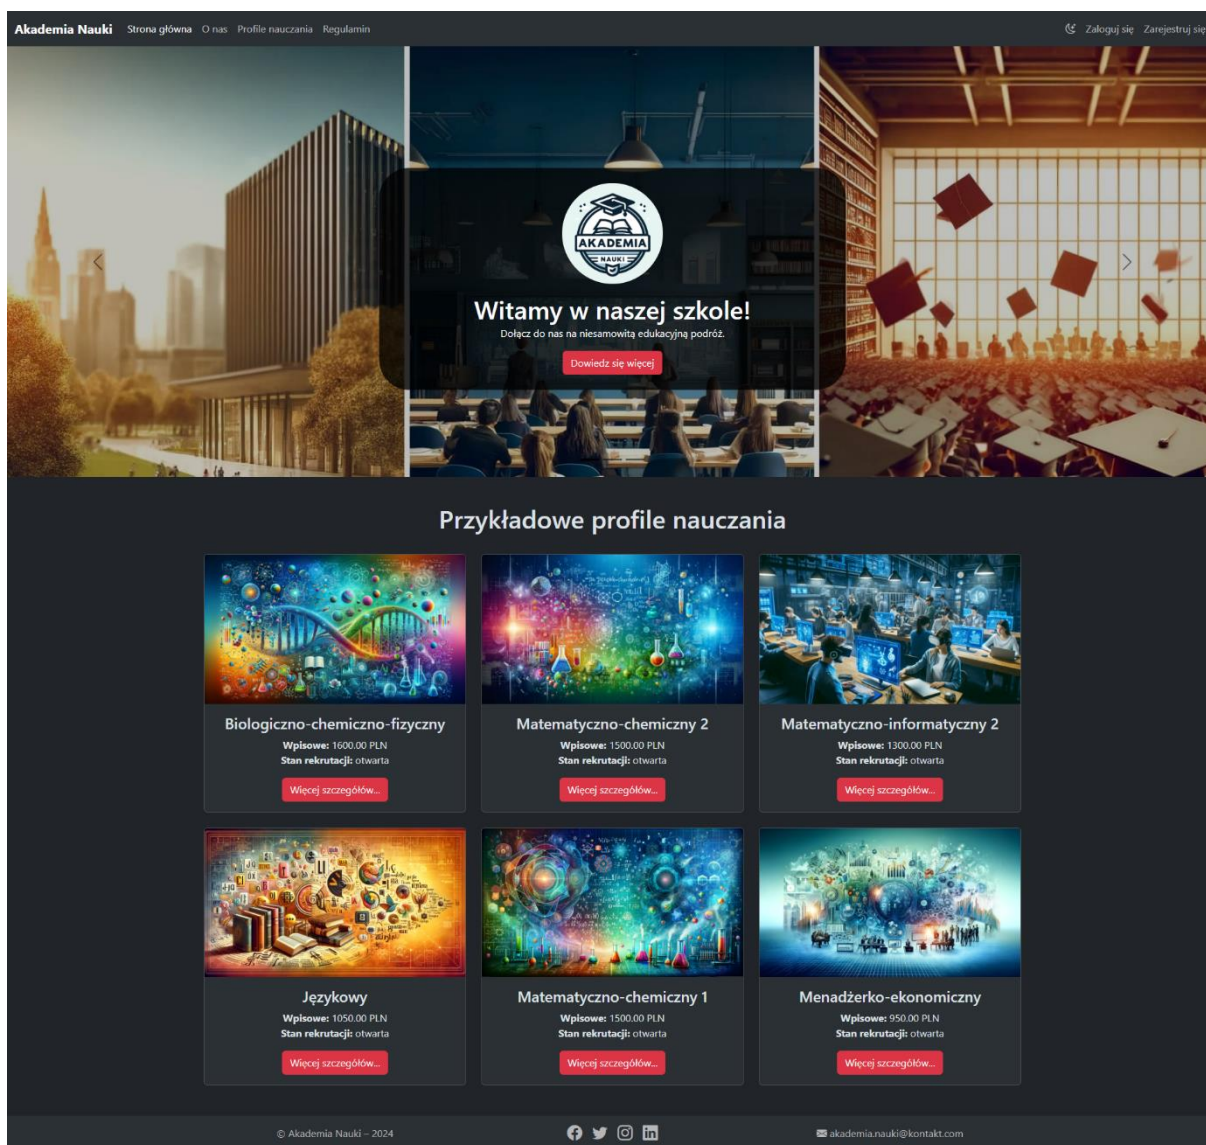 Akademia Nauki Strona główna O nas Profile nauczania Regulamin Zaloguj się Zarejestruj się
AKADEMIA
NAUKI
Witamy w naszej szkole!
Dołącz do nas na niesamowitą edukacyjną podróż.
Dowiedz się więcej
Przykładowe profile nauczania
Biologiczno-chemiczno-fizyczny
Wpisowe: 1600.00 PLN
Stan rekrutacji: otwarta
Więcej szczegółów...
Matematyczno-chemiczny 2
Wpisowe: 1500.00 PLN
Stan rekrutacji: otwarta
Więcej szczegółów...
Matematyczno-informatyczny 2
Wpisowe: 1300.00 PLN
Stan rekrutacji: otwarta
Więcej szczegółów...
Językowy
Wpisowe: 1050.00 PLN
Stan rekrutacji: otwarta
Więcej szczegółów...
Matematyczno-chemiczny 1
Wpisowe: 1500.00 PLN
Stan rekrutacji: otwarta
Więcej szczegółów...
Menadżerko-ekonomiczny
Wpisowe: 950.00 PLN
Stan rekrutacji: otwarta
Więcej szczegółów...
© Akademia Nauki – 2024 akademia.nauki@kontakt.com